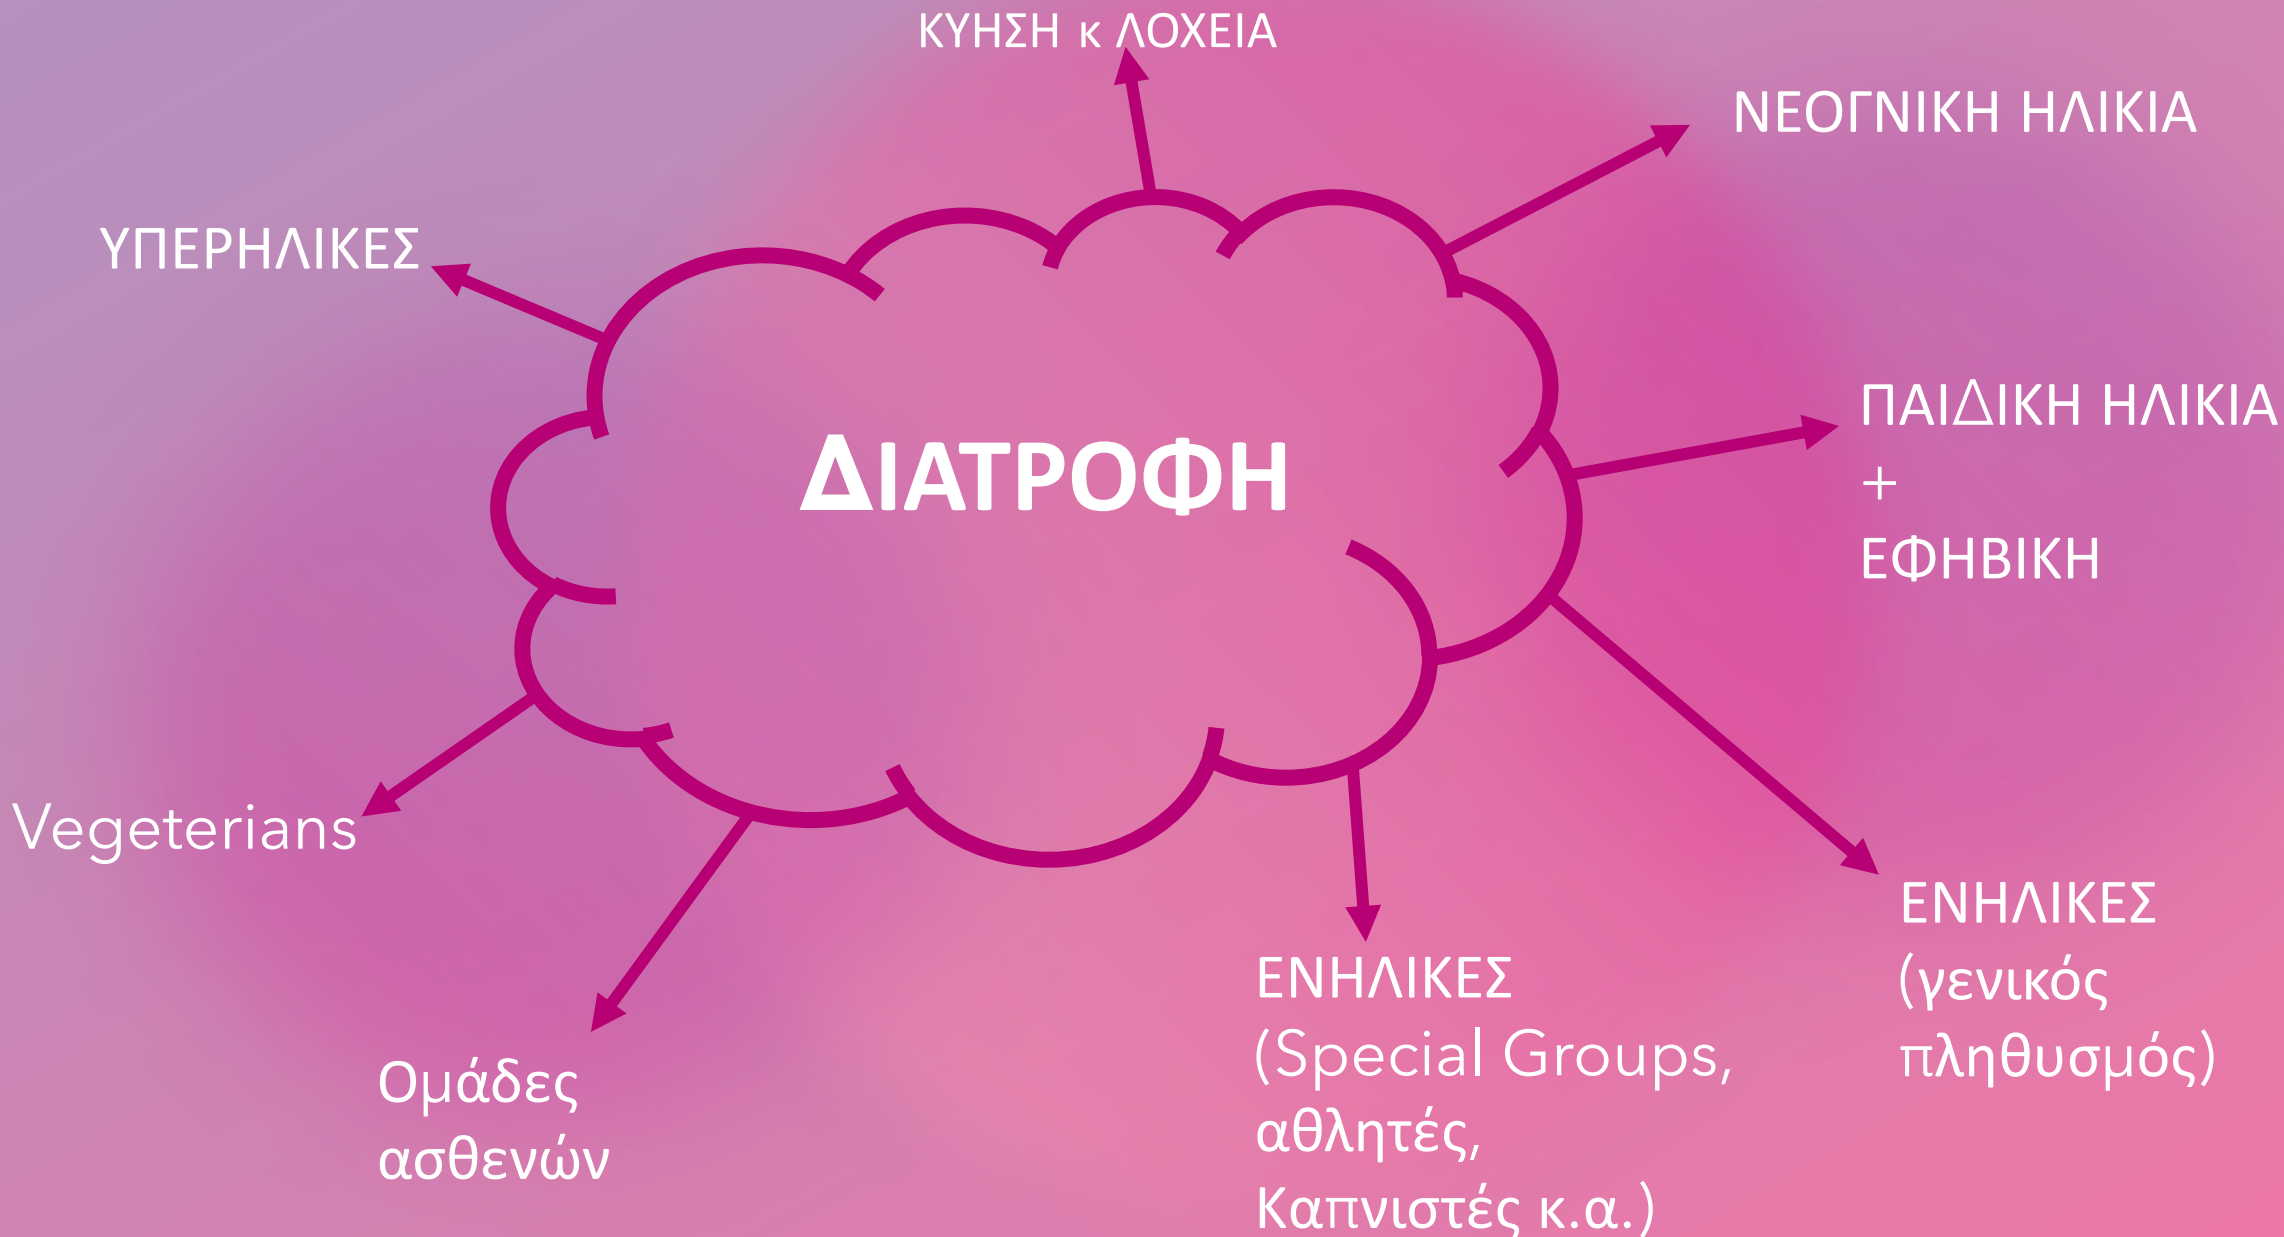 ΚΥΗΣΗ κ ΛΟΧΕΙΑ
ΝΕΟΓΝΙΚΗ ΗΛΙΚΙΑ
ΥΠΕΡΗΛΙΚΕΣ
ΠΑΙΔΙΚΗ ΗΛΙΚΙΑ
+
ΕΦΗΒΙΚΗ
ΔΙΑΤΡΟΦΗ
Vegeterians
ΕΝΗΛΙΚΕΣ
(γενικός
πληθυσμός)
ΕΝΗΛΙΚΕΣ
(Special Groups,
αθλητές,
Καπνιστές κ.α.)
Ομάδες
ασθενών